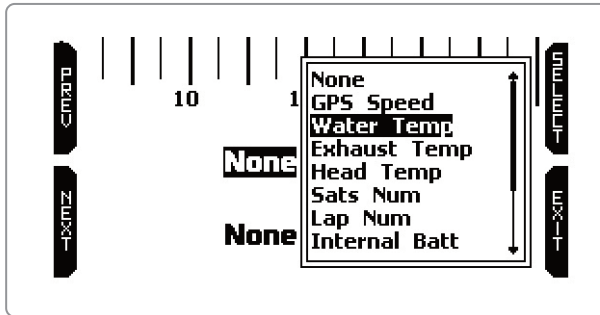 PREV
NEXT
10
1
None
None
None
GPS Speed
Water Temp
Exhaust Temp
Head Temp
Sats Num
Lap Num
Internal Batt
SELECT
EXIT